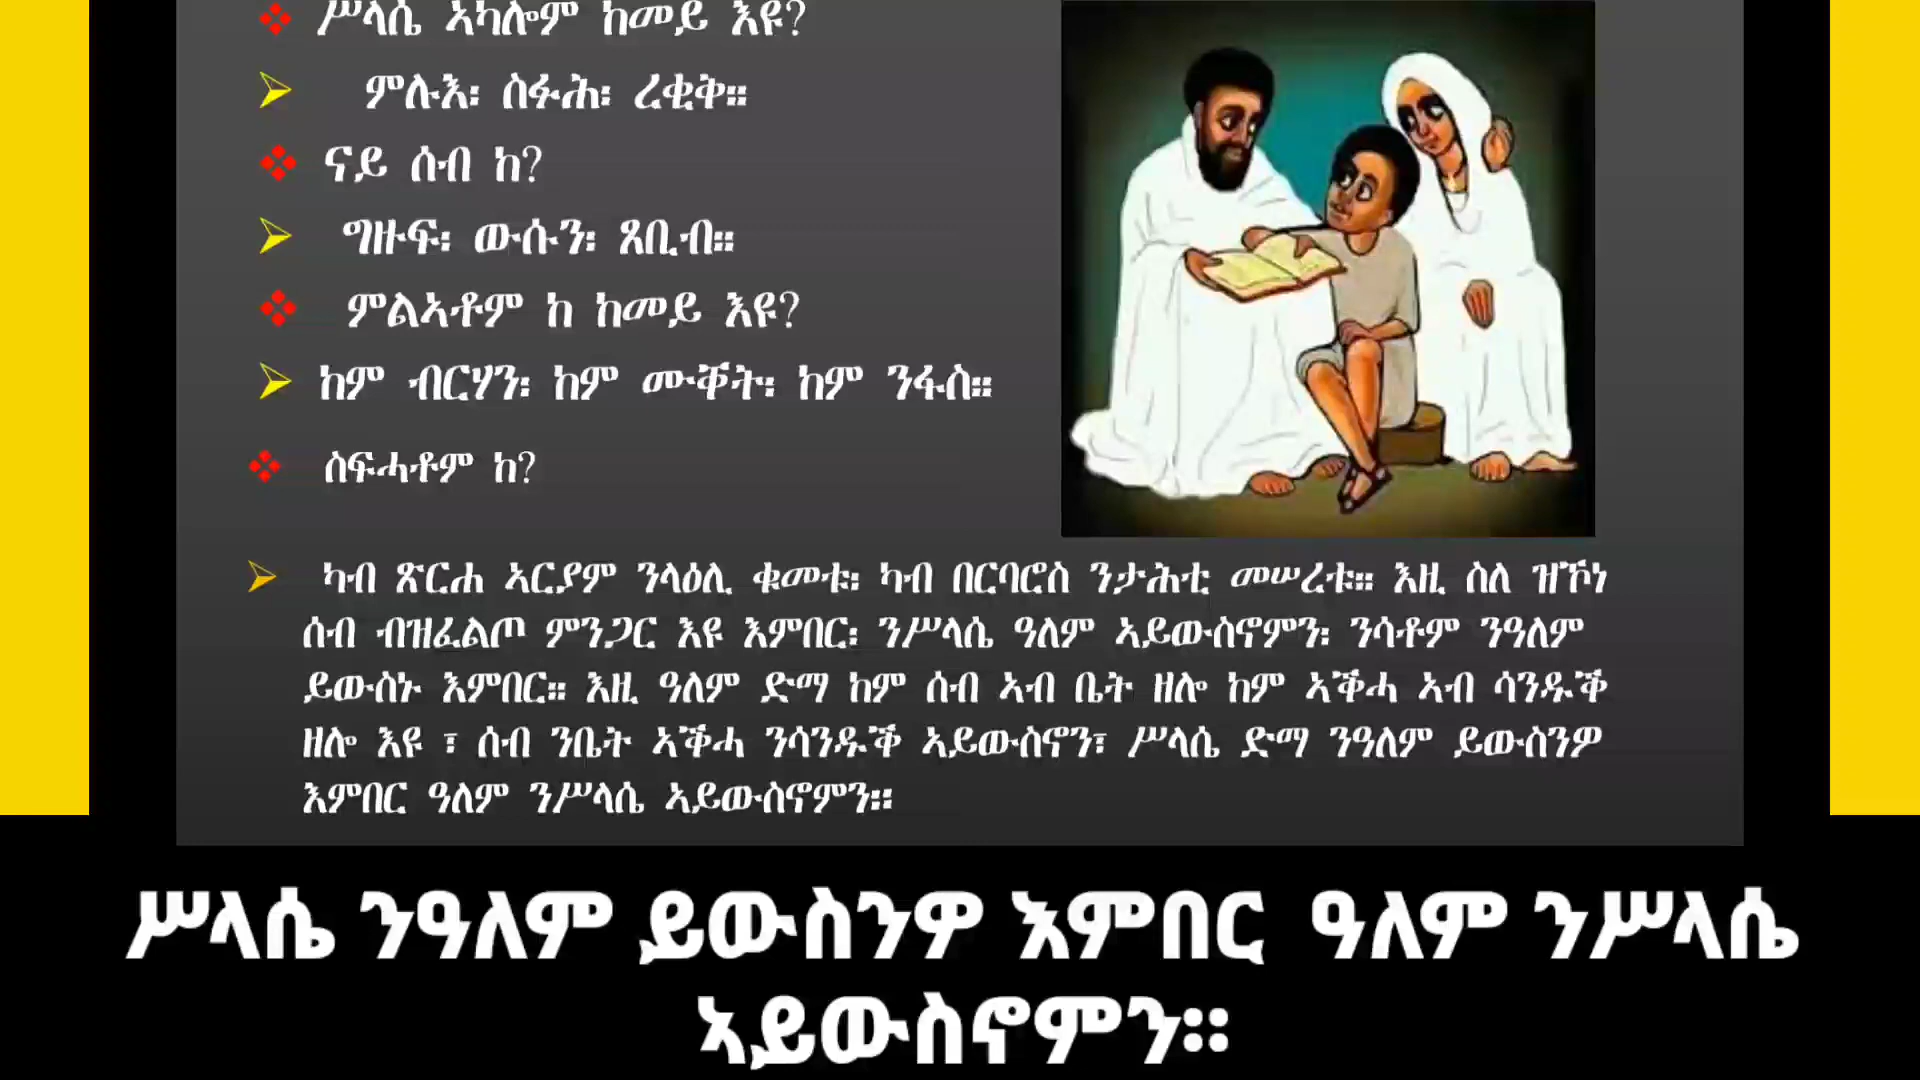 ሥላሴ ኣካሎም ከመይ እዩ?
ምሉእ፡ ስፉሕ፡ ረቂቅ።
ናይ ሰብ ከ?
ግዙፍ፡ ውሱን፡ ጸቢብ።
ምልኣቶም ከ ከመይ እዩ?
ከም ብርሃን፡ ከም ሙቐት፡ ከም ንፋስ።
ስፍሓቶም ከ?
ካብ ጽርሐ ኣርያም ንላዕሊ ቁመቱ፡ ካብ በርባሮስ ንታሕቲ መሠረቱ። እዚ ስለ ዝኾነ
ሰብ ብዝፈልጦ ምንጋር እዩ እምበር፡ ንሥላሴ ዓለም ኣይውስኖምን፡ ንሳቶም ንዓለም
ይውስኑ እምበር። እዚ ዓለም ድማ ከም ሰብ ኣብ ቤት ዘሎ ከም ኣቕሓ ኣብ ሳንዱቕ
ዘሎ እዩ ፣ ሰብ ንቤት ኣቕሓ ንሳንዱቕ ኣይውስኖን፣ ሥላሴ ድማ ንዓለም ይውስንዎ
እምበር ዓለም ንሥላሴ ኣይውስኖምን።
ሥላሴ ንዓለም ይውስንዎ እምበር ዓለም ንሥላሴ
ኣይውስኖምን።